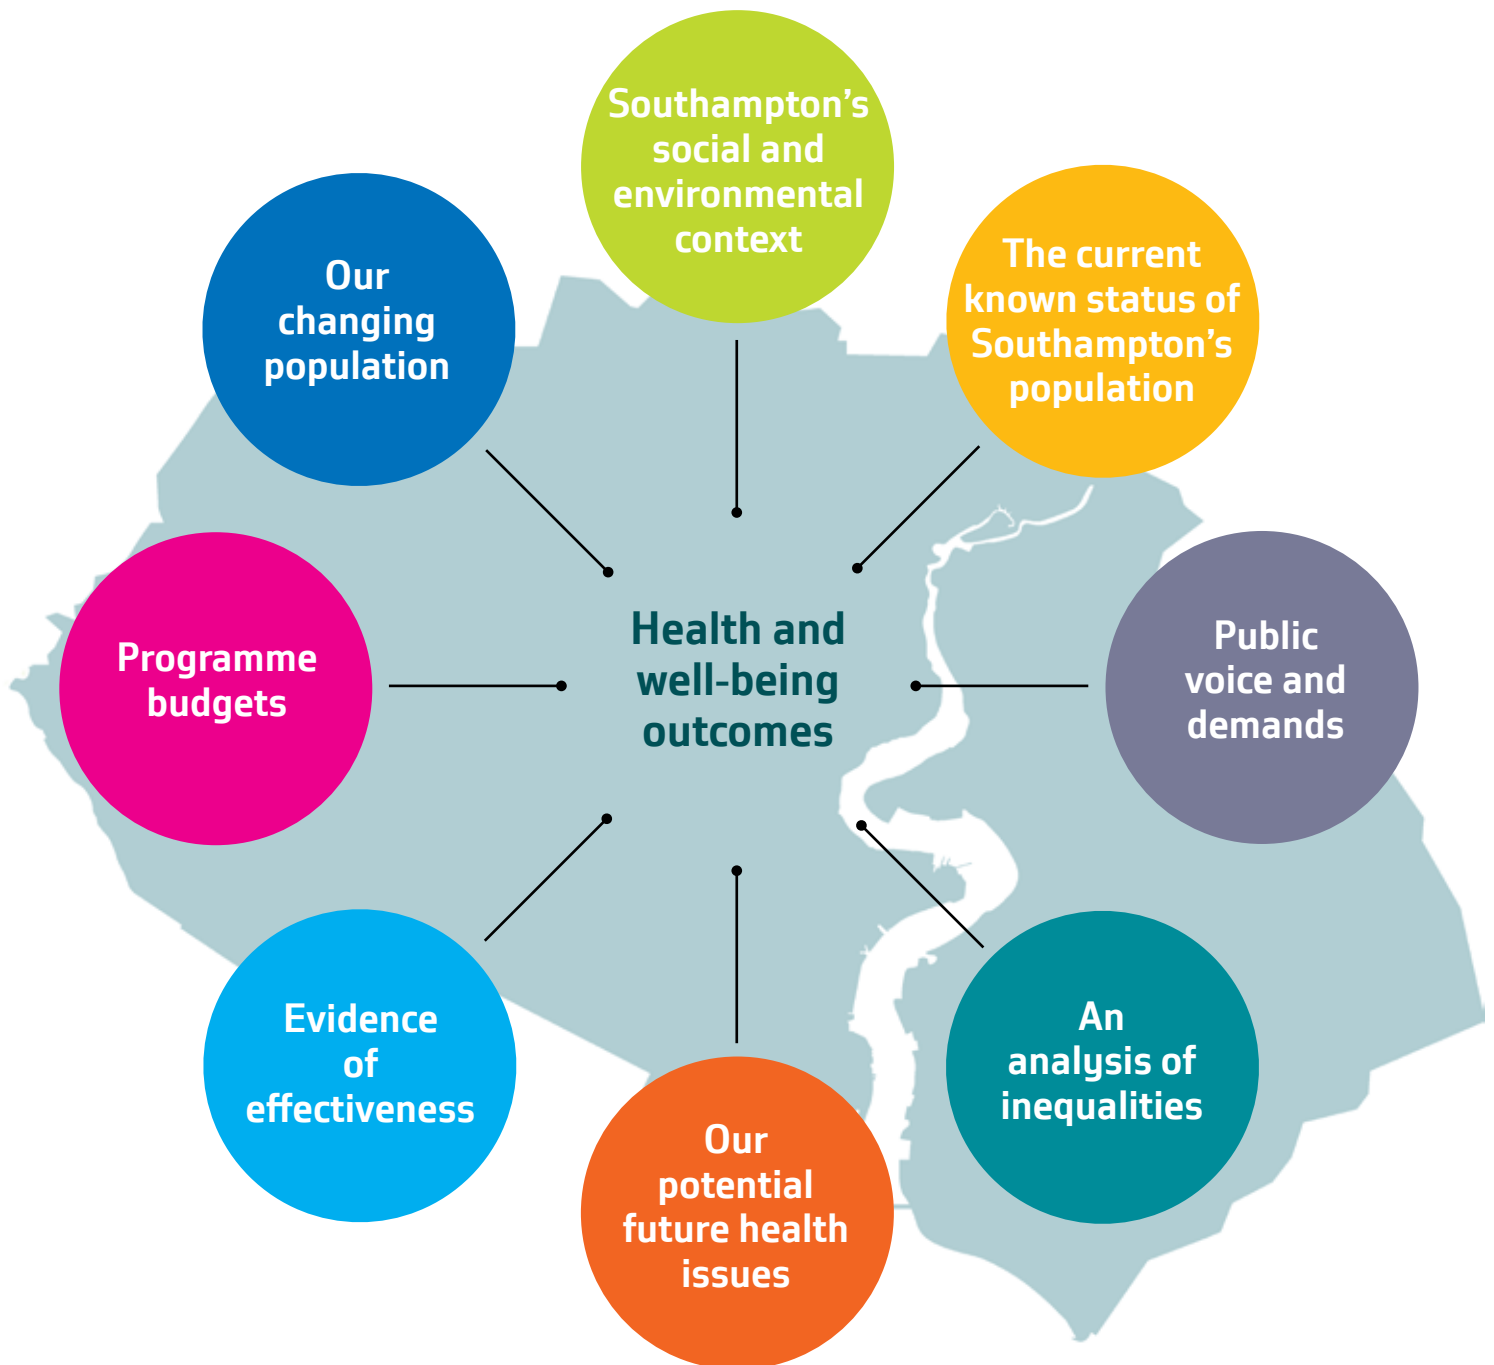 Southampton’s
social and
environmental
context
Our
changing
population
The current
known status of
Southampton’s
population
Programme
budgets
Health and
well-being
outcomes
Public
voice and
demands
Evidence
of
effectiveness
An
analysis of
inequalities
Our
potential
future health
issues